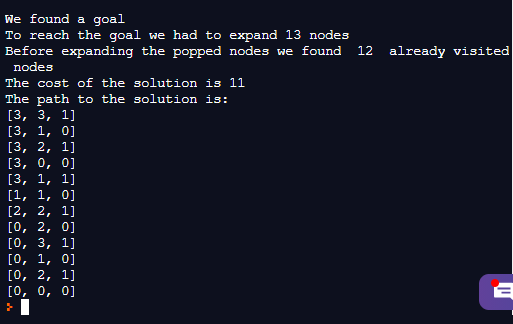 We found a goal
To reach the goal we had to expand 13 nodes
Before expanding the popped nodes we found  12  already visited
 nodes
The cost of the solution is 11
The path to the solution is:
[3, 3, 1]
[3, 1, 0]
[3, 2, 1]
[3, 0, 0]
[3, 1, 1]
[1, 1, 0]
[2, 2, 1]
[0, 2, 0]
[0, 3, 1]
[0, 1, 0]
[0, 2, 1]
[0, 0, 0]
>